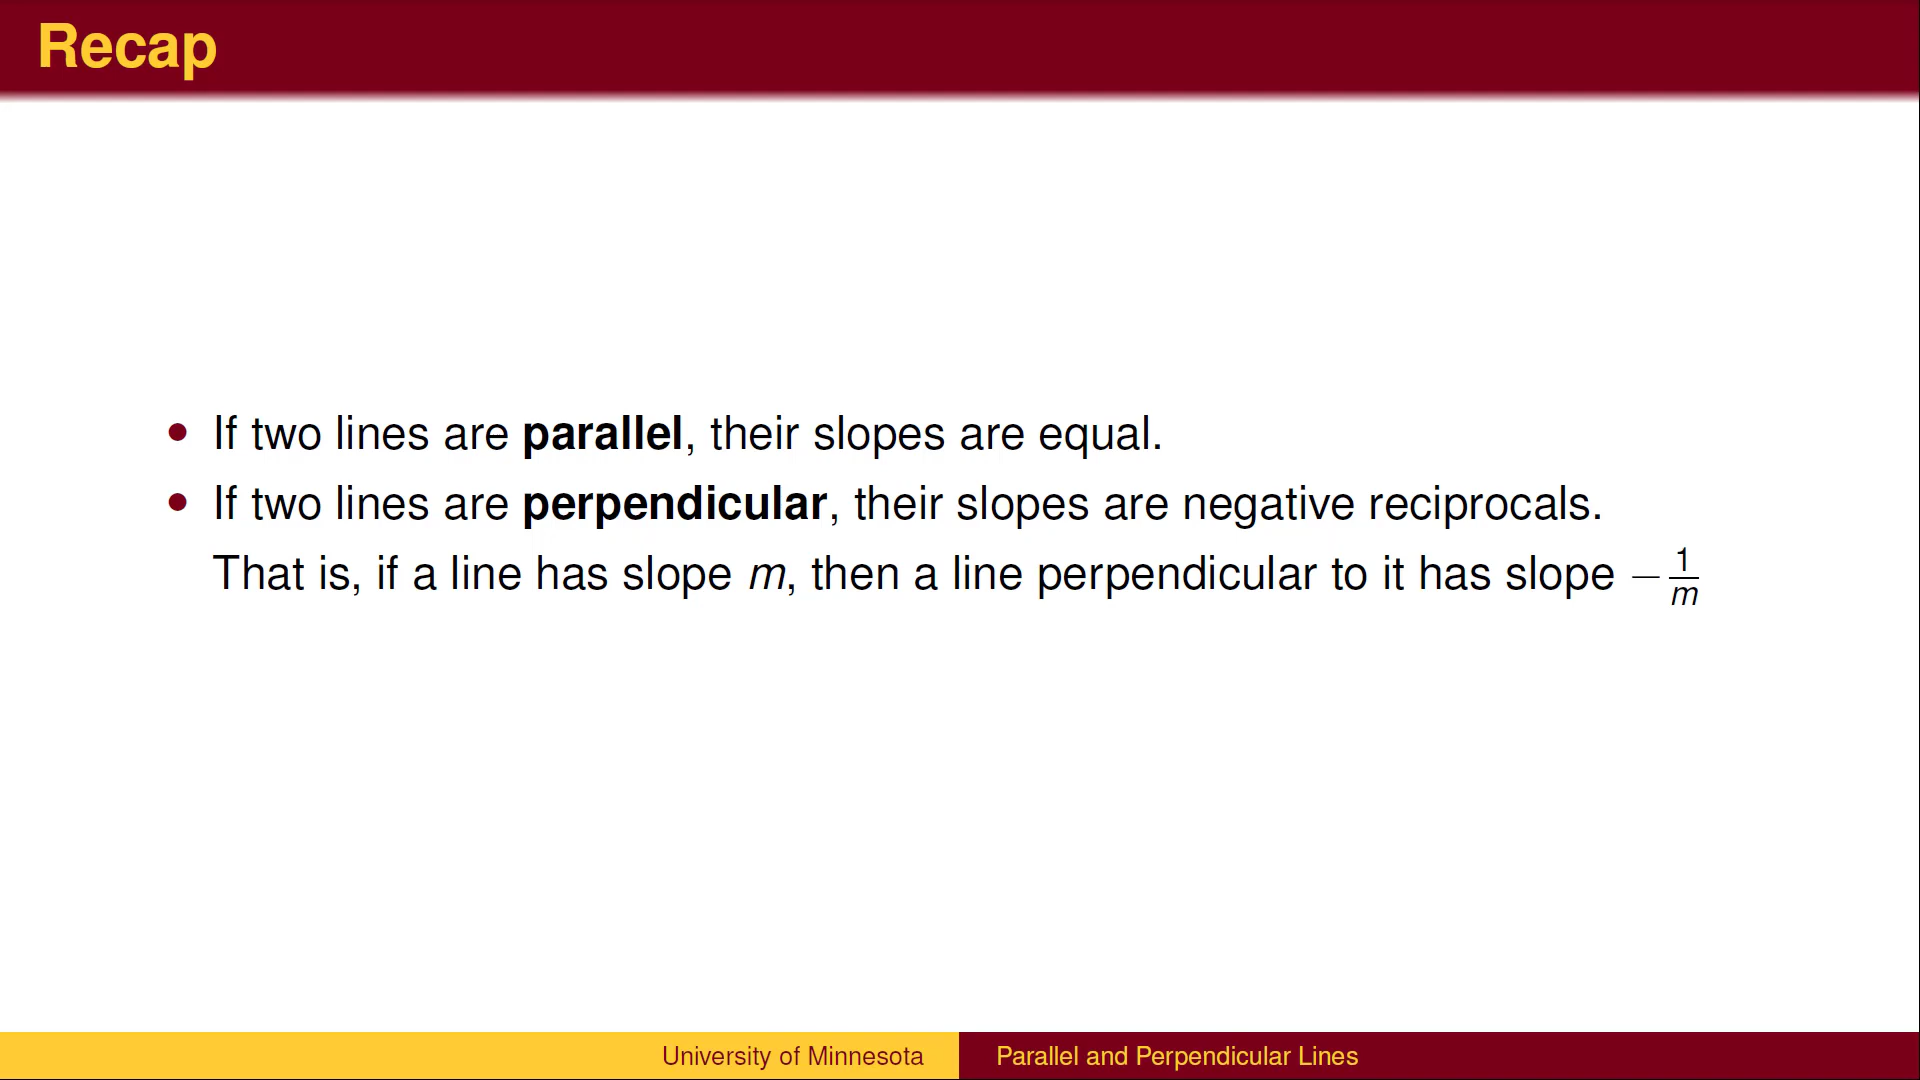 Recap
• If two lines are parallel, their slopes are equal.
• If two lines are perpendicular, their slopes are negative reciprocals.
That is, if a line has slope m, then a line perpendicular to it has slope −1/m
University of Minnesota
Parallel and Perpendicular Lines